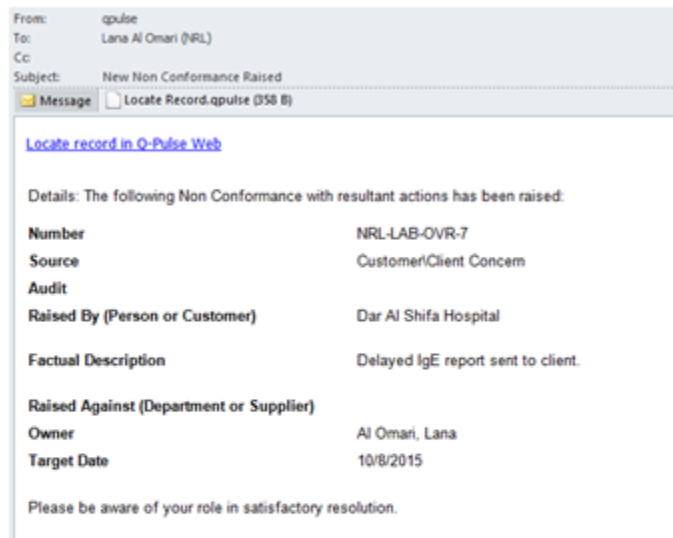 From: qpulse
To: Lana Al Omari (NRL)
Cc:
Subject: New Non Conformance Raised
Message Locate Record.qpulse (358 B)
Locate record in Q-Pulse Web
Details: The following Non Conformance with resultant actions has been raised:
Number NRL-LAB-OVR-7
Source Customer\Client Concern
Audit
Raised By (Person or Customer) Dar Al Shifa Hospital
Factual Description Delayed IgE report sent to client.
Raised Against (Department or Supplier)
Owner Al Omari, Lana
Target Date 10/8/2015
Please be aware of your role in satisfactory resolution.